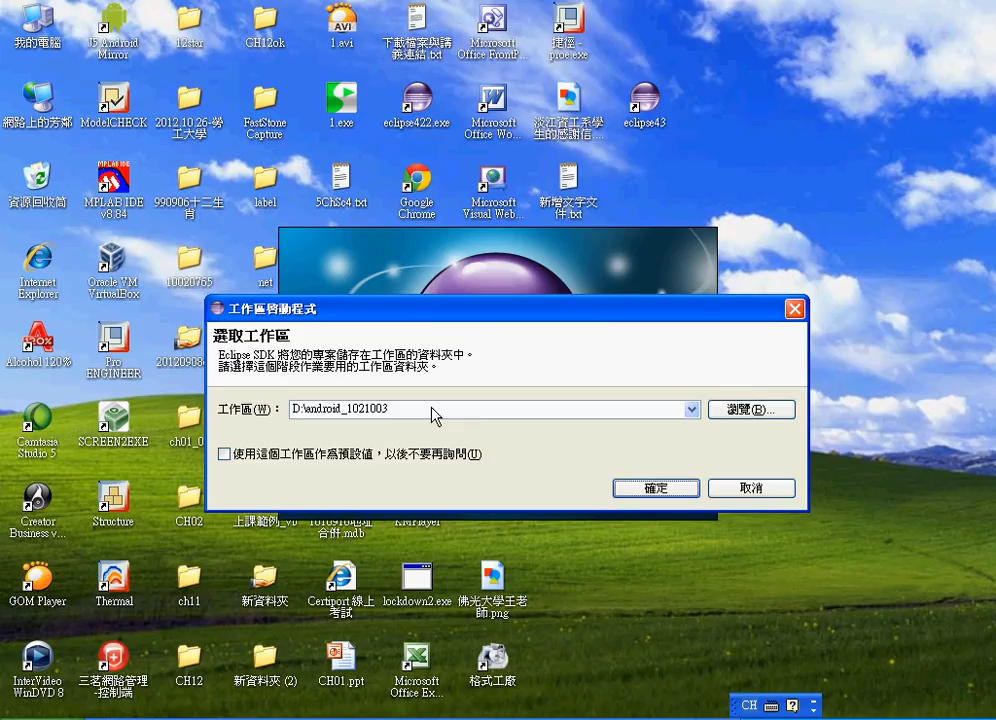 我的電腦
J5 Android Mirror
12star
CH12ok
1.avi
下載檔案與講義連結.txt
Microsoft Office FrontP...
捷徑 - proe.exe
網路上的芳鄰
ModelCHECK
2012.10.26-勞工大學
FastStone Capture
1.exe
eclipse422.exe
Microsoft Office Wo...
淡江資工系學生的感謝信....
eclipse43
資源回收筒
MPLAB IDE v8.84
990906十二生肖
label
5ChSc4.txt
Google Chrome
Microsoft Visual Web...
新增文字文件.txt
Internet Explorer
Oracle VM VirtualBox
10020765
net
工作區啟動程式
選取工作區
Eclipse SDK 將您的專案儲存在工作區的資料夾中。
請選擇這個階段作業要用的工作區資料夾。
Alcohol 120%
Pro ENGINEER
20120908
工作區(W)：
D:\android_1021003
瀏覽(B)...
Camtasia Studio 5
SCREEN2EXE
ch01_0
使用這個工作區作為預設值，以後不要再詢問(U)
確定
取消
Creator Business v...
Structure
CH02
上課範例_vb
合併.mdb
KMPlayer
GOM Player
Thermal
ch11
新資料夾
Certiport 線上考試
lockdown2.exe
佛光大學王老師.png
InterVideo WinDVD 8
三茗網路管理-控制端
CH12
新資料夾 (2)
CH01.ppt
Microsoft Office Ex...
格式工廠
CH